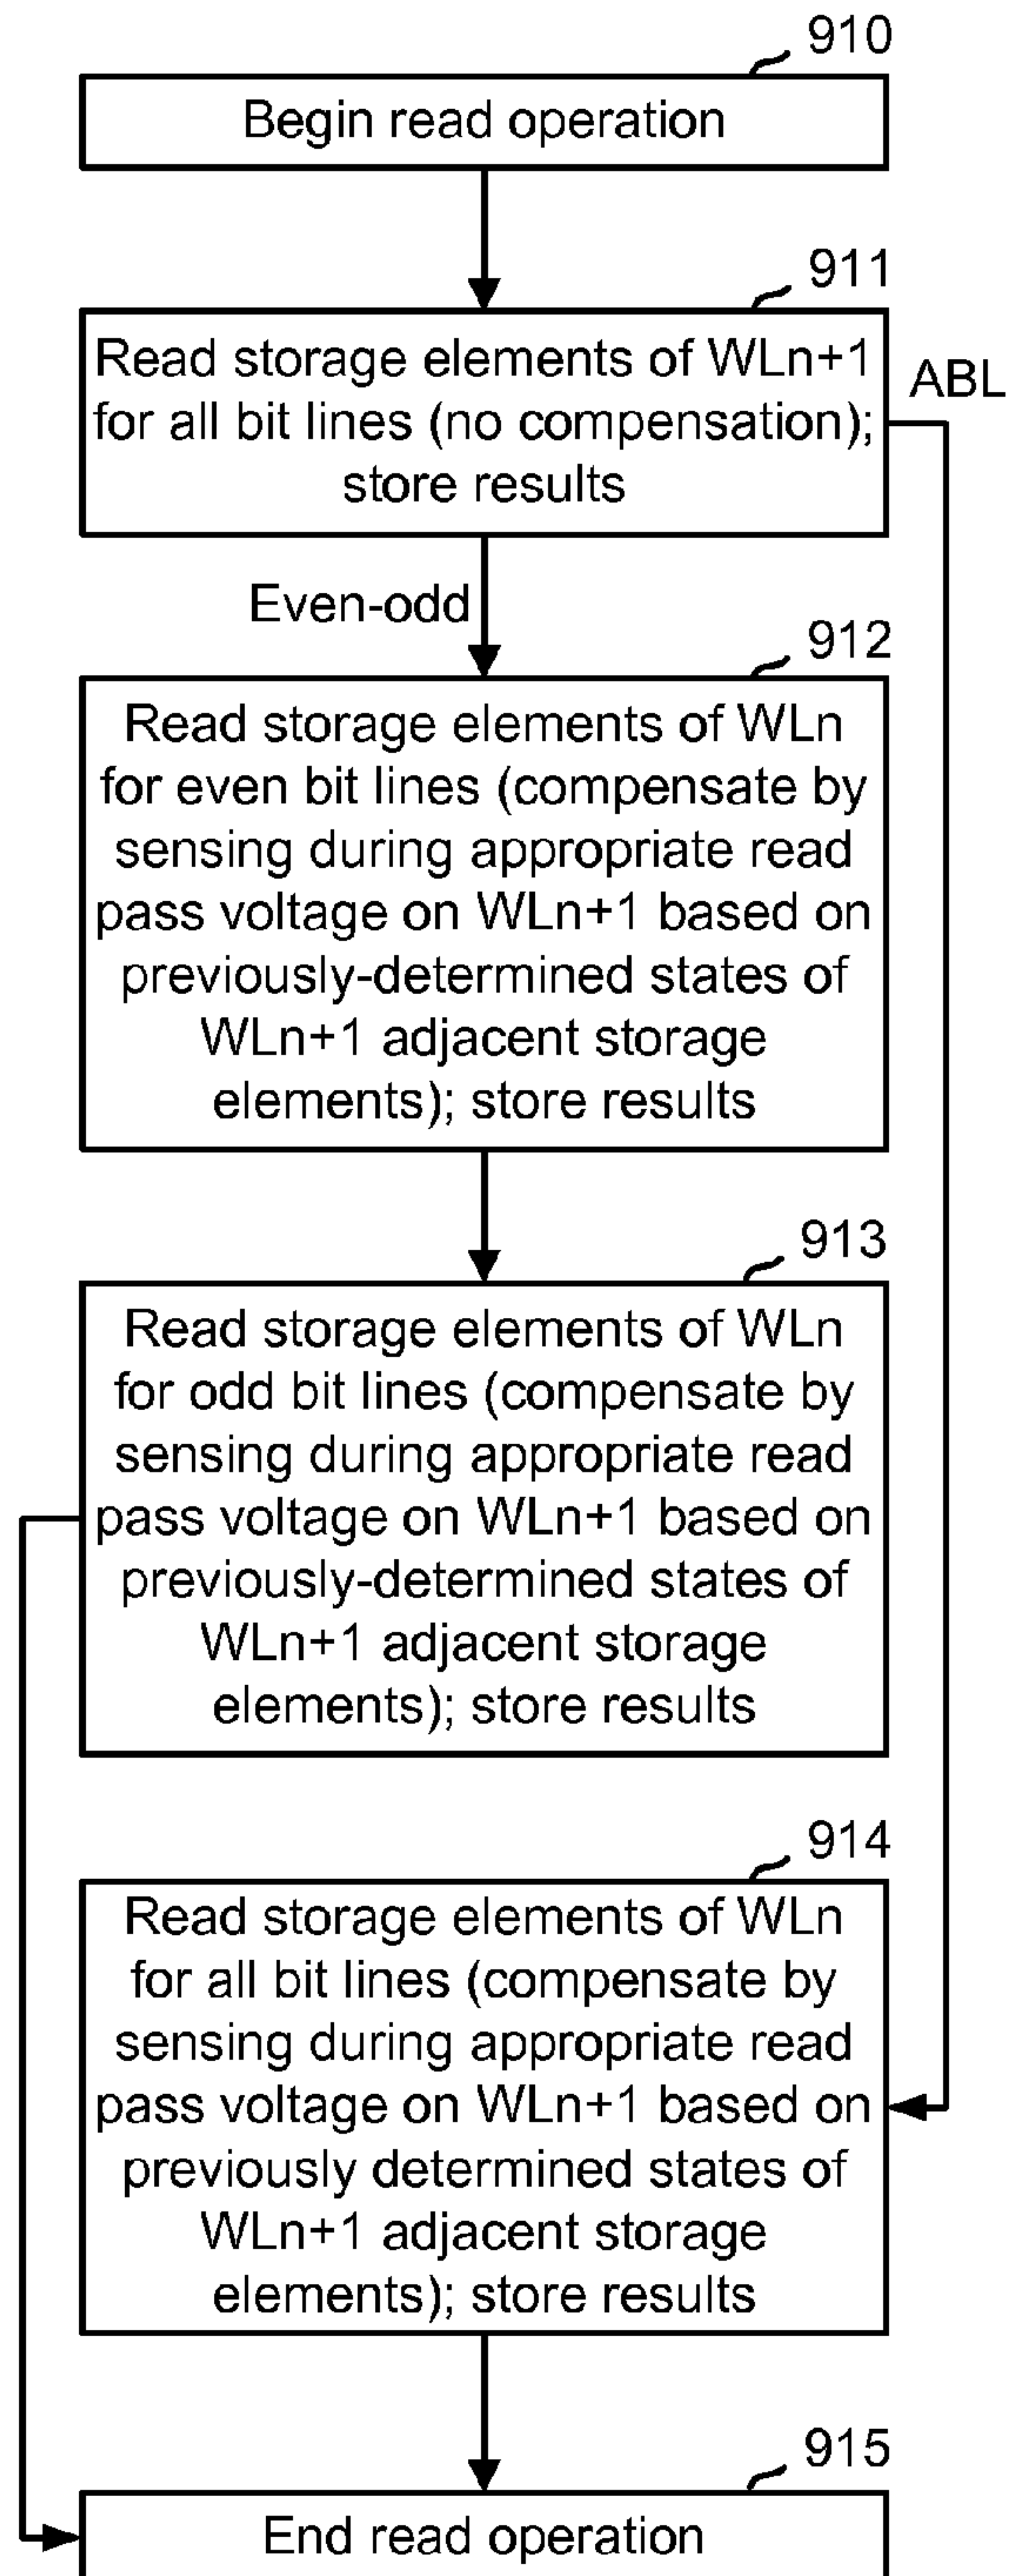 910
Begin read operation
911
Read storage elements of WLn+1
for all bit lines (no compensation);
store results
ABL
Even-odd
912
Read storage elements of WLn
for even bit lines (compensate by
sensing during appropriate read
pass voltage on WLn+1 based on
previously-determined states of
WLn+1 adjacent storage
elements); store results
913
Read storage elements of WLn
for odd bit lines (compensate by
sensing during appropriate read
pass voltage on WLn+1 based on
previously-determined states of
WLn+1 adjacent storage
elements); store results
914
Read storage elements of WLn
for all bit lines (compensate by
sensing during appropriate read
pass voltage on WLn+1 based on
previously determined states of
WLn+1 adjacent storage
elements); store results
915
End read operation